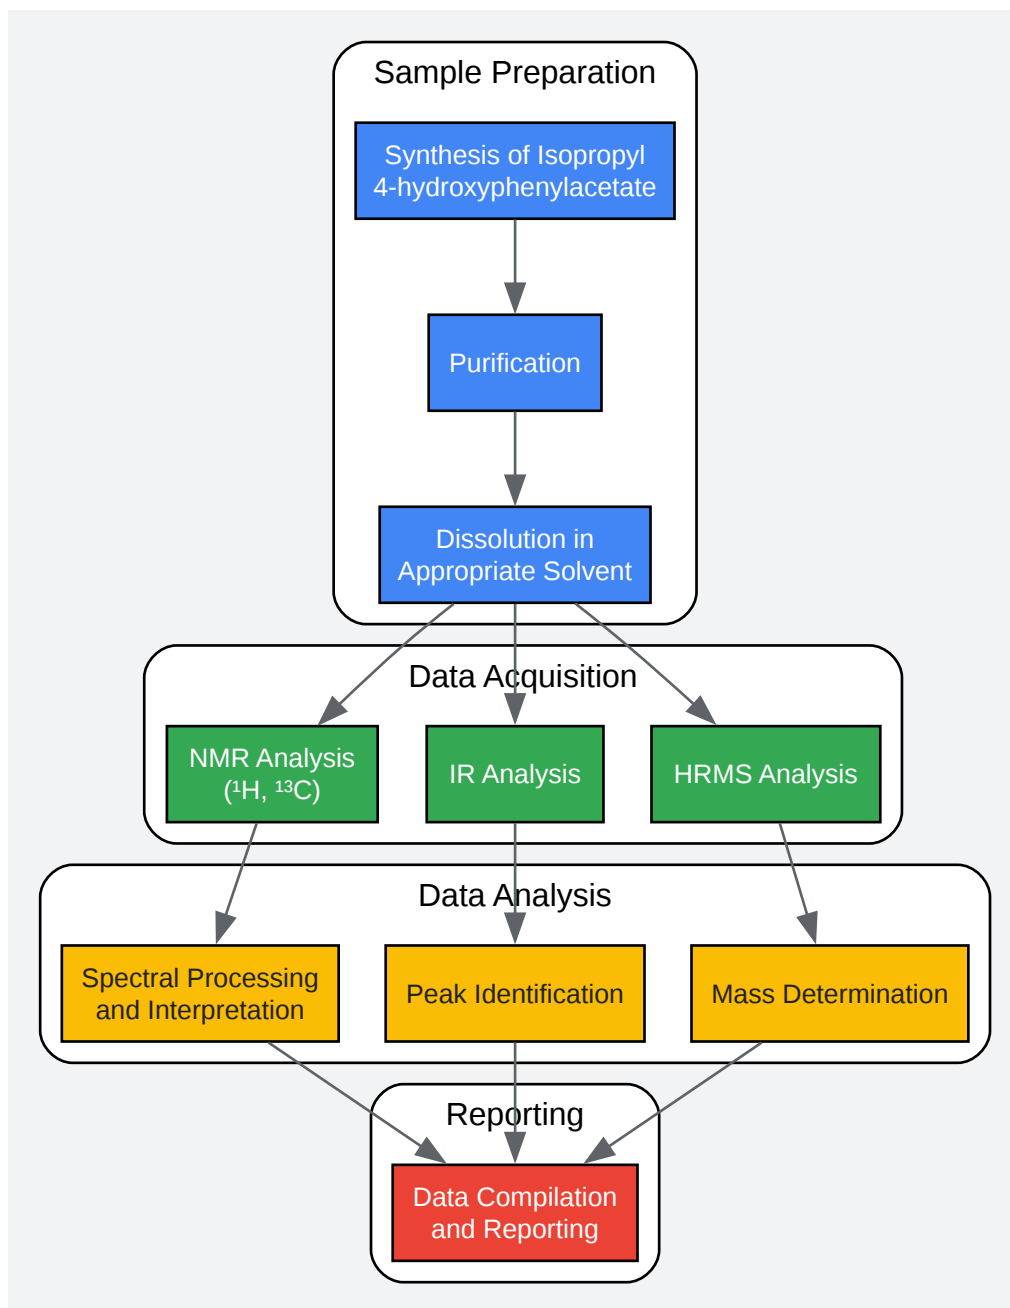 Sample Preparation
Synthesis of Isopropyl
4-hydroxyphenylacetate
Purification
Dissolution in
Appropriate Solvent
Data Acquisition
NMR Analysis
(¹H, ¹³C)
IR Analysis
HRMS Analysis
Data Analysis
Spectral Processing
and Interpretation
Peak Identification
Mass Determination
Reporting
Data Compilation
and Reporting